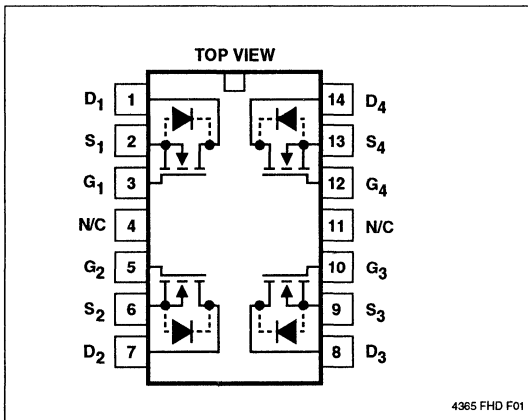 TOP VIEW
D1 1 14 D4
S1 2 13 S4
G1 3 12 G4
N/C 4 11 N/C
G2 5 10 G3
S2 6 9 S3
D2 7 8 D3
4365 FHD F01